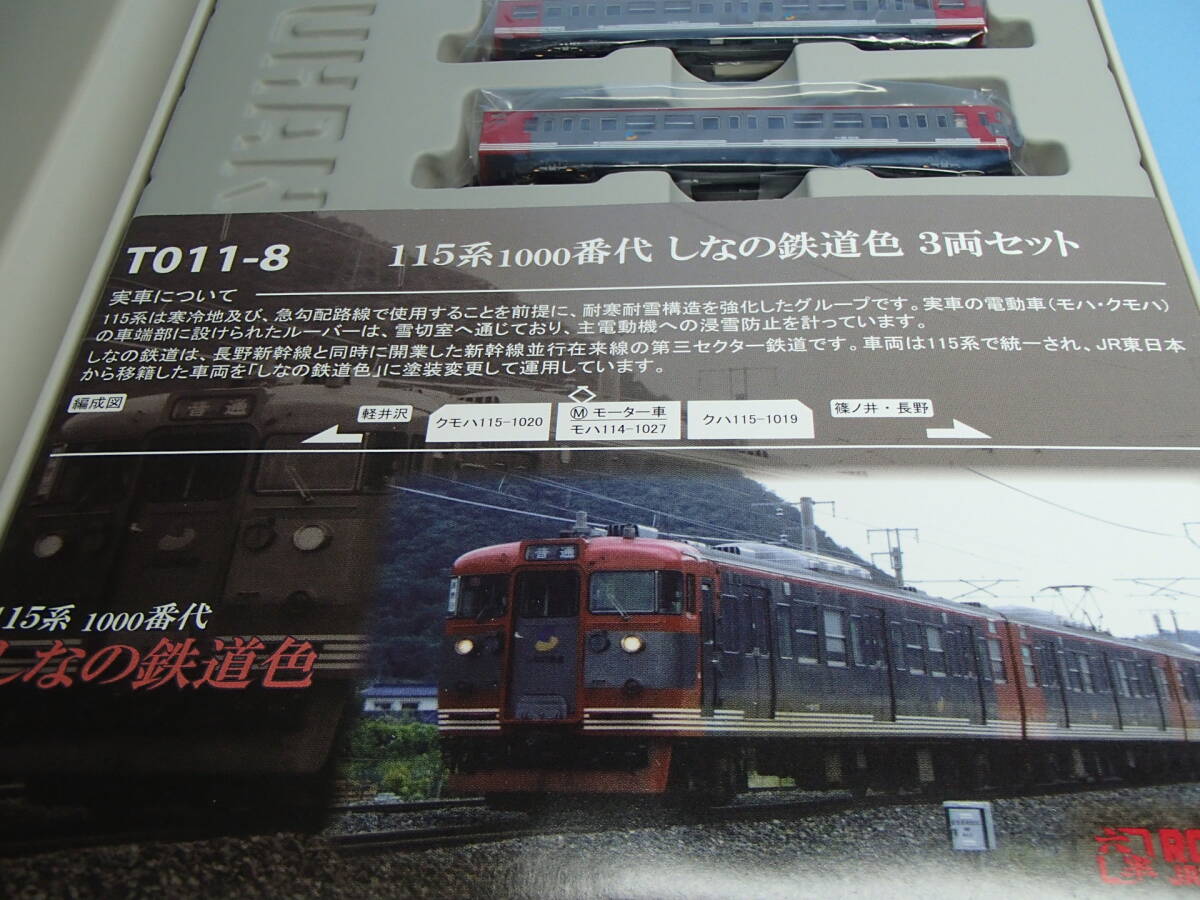 T011-8
115系1000番代 しなの鉄道色 3両セット
実車について
115系は寒冷地及び、急勾配路線で使用することを前提に、耐寒耐雪構造を強化したグループです。実車の電動車(モハ・クモハ)
の車端部に設けられたルーバーは、雪切室へ通じており、主電動機への浸雪防止を計っています。
しなの鉄道は、長野新幹線と同時に開業した新幹線並行在来線の第三セクター鉄道です。車両は115系で統一され、JR東日本
から移籍した車両を「しなの鉄道色」に塗装変更して運用しています。
編成図
軽井沢
クモハ115-1020
Ⓜ モーター車
モハ114-1027
クハ115-1019
篠ノ井・長野
普通
普通
115系 1000番代
しなの鉄道色